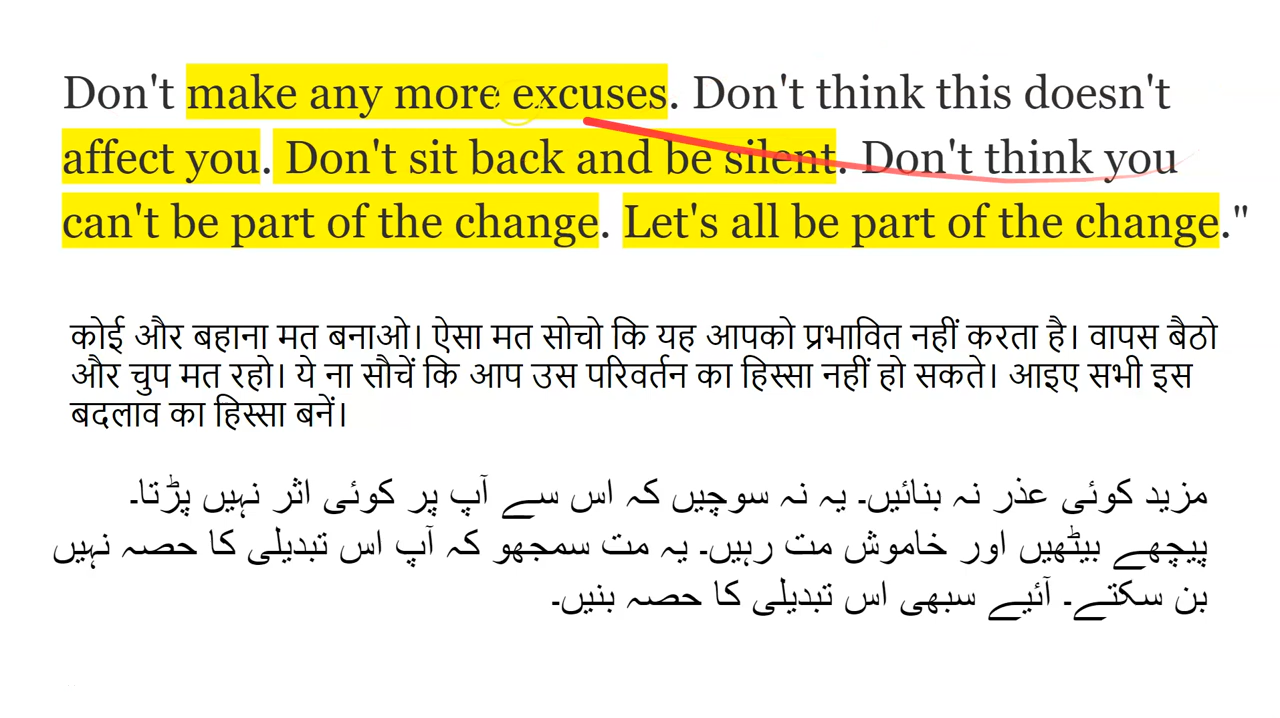 Don't make any more excuses. Don't think this doesn't
affect you. Don't sit back and be silent. Don't think you
can't be part of the change. Let's all be part of the change."
कोई और बहाना मत बनाओ। ऐसा मत सोचो कि यह आपको प्रभावित नहीं करता है। वापस बैठो
और चुप मत रहो। ये ना सौचें कि आप उस परिवर्तन का हिस्सा नहीं हो सकते। आइए सभी इस
बदलाव का हिस्सा बनें।
مزید کوئی عذر نہ بنائیں۔ یہ نہ سوچیں کہ اس سے آپ پر کوئی اثر نہیں پڑتا۔
پیچھے بیٹھیں اور خاموش مت رہیں۔ یہ مت سمجھو کہ آپ اس تبدیلی کا حصہ نہیں
بن سکتے۔ آئیے سبھی اس تبدیلی کا حصہ بنیں۔